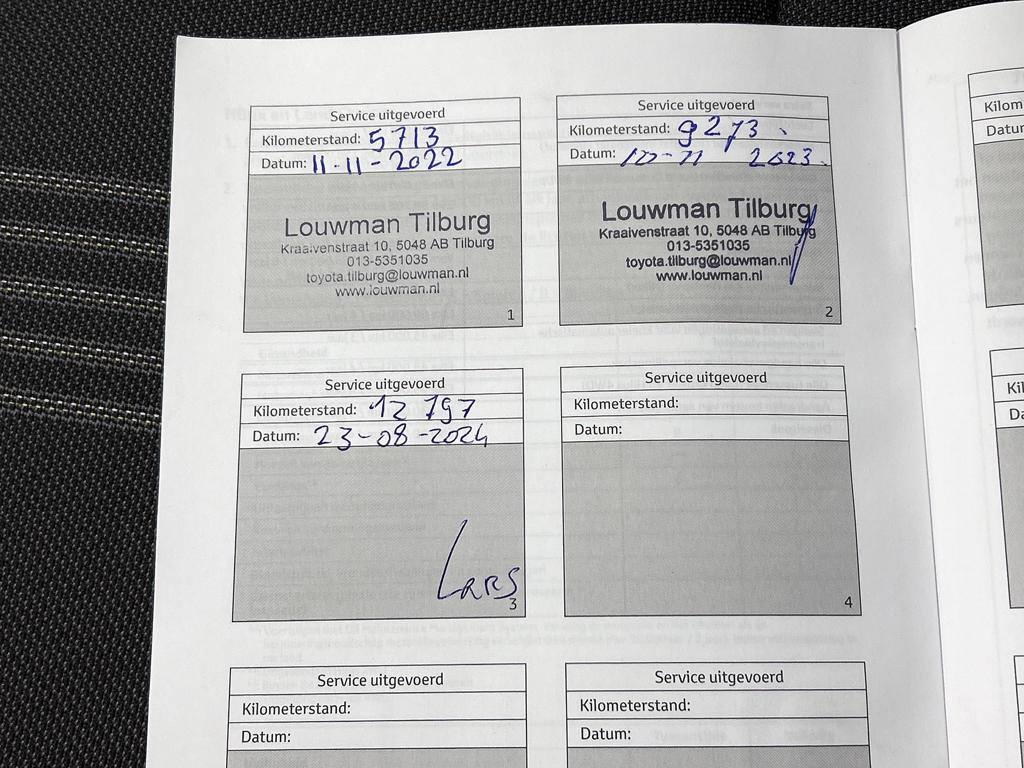 Service uitgevoerd
Kilometerstand: 5713
Datum: 11-11-2022
Louwman Tilburg
Kraaivenstraat 10, 5048 AB Tilburg
013-5351035
toyota.tilburg@louwman.nl
www.louwman.nl
1
Service uitgevoerd
Kilometerstand: 9273
Datum: 10-11 2023
Louwman Tilburg
Kraaivenstraat 10, 5048 AB Tilburg
013-5351035
toyota.tilburg@louwman.nl
www.louwman.nl
2
Service uitgevoerd
Kilometerstand: 12 797
Datum: 23-08-2024
LARS
3
Service uitgevoerd
Kilometerstand:
Datum:
4
Service uitgevoerd
Kilometerstand:
Datum:
Service uitgevoerd
Kilometerstand:
Datum: